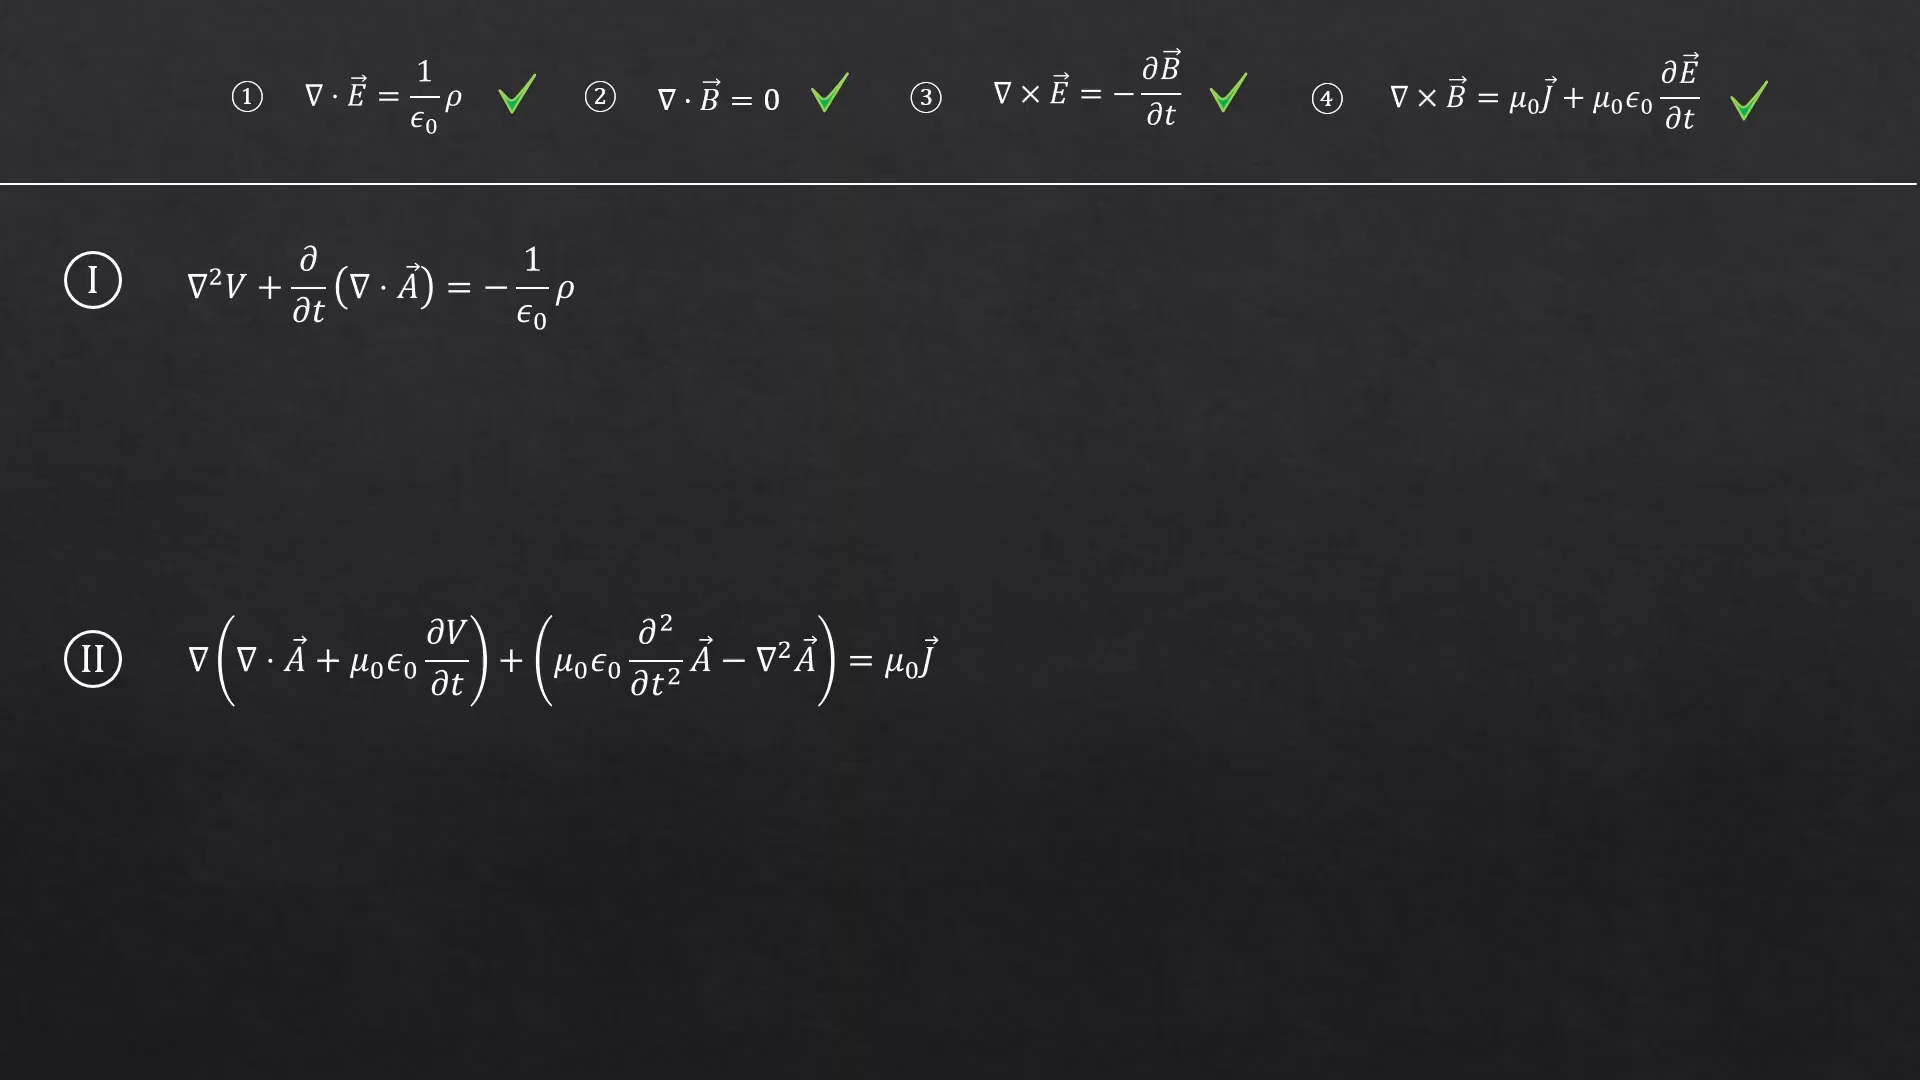 ① ∇ · E⃗ = 1/ϵ₀ ρ ② ∇ · B⃗ = 0 ③ ∇ × E⃗ = − ∂B⃗/∂t ④ ∇ × B⃗ = μ₀J⃗ + μ₀ϵ₀ ∂E⃗/∂t
I ∇²V + ∂/∂t (∇ · A⃗) = − 1/ϵ₀ ρ
II ∇(∇ · A⃗ + μ₀ϵ₀ ∂V/∂t) + (μ₀ϵ₀ ∂²/∂t² A⃗ − ∇²A⃗) = μ₀J⃗